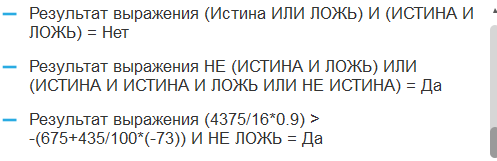 Результат выражения (Истина ИЛИ ЛОЖЬ) И (ИСТИНА И
ЛОЖЬ) = Нет
Результат выражения НЕ (ИСТИНА И ЛОЖЬ) ИЛИ
(ИСТИНА И ИСТИНА И ЛОЖЬ ИЛИ НЕ ИСТИНА) = Да
Результат выражения (4375/16*0.9) >
-(675+435/100*(-73)) И НЕ ЛОЖЬ = Да